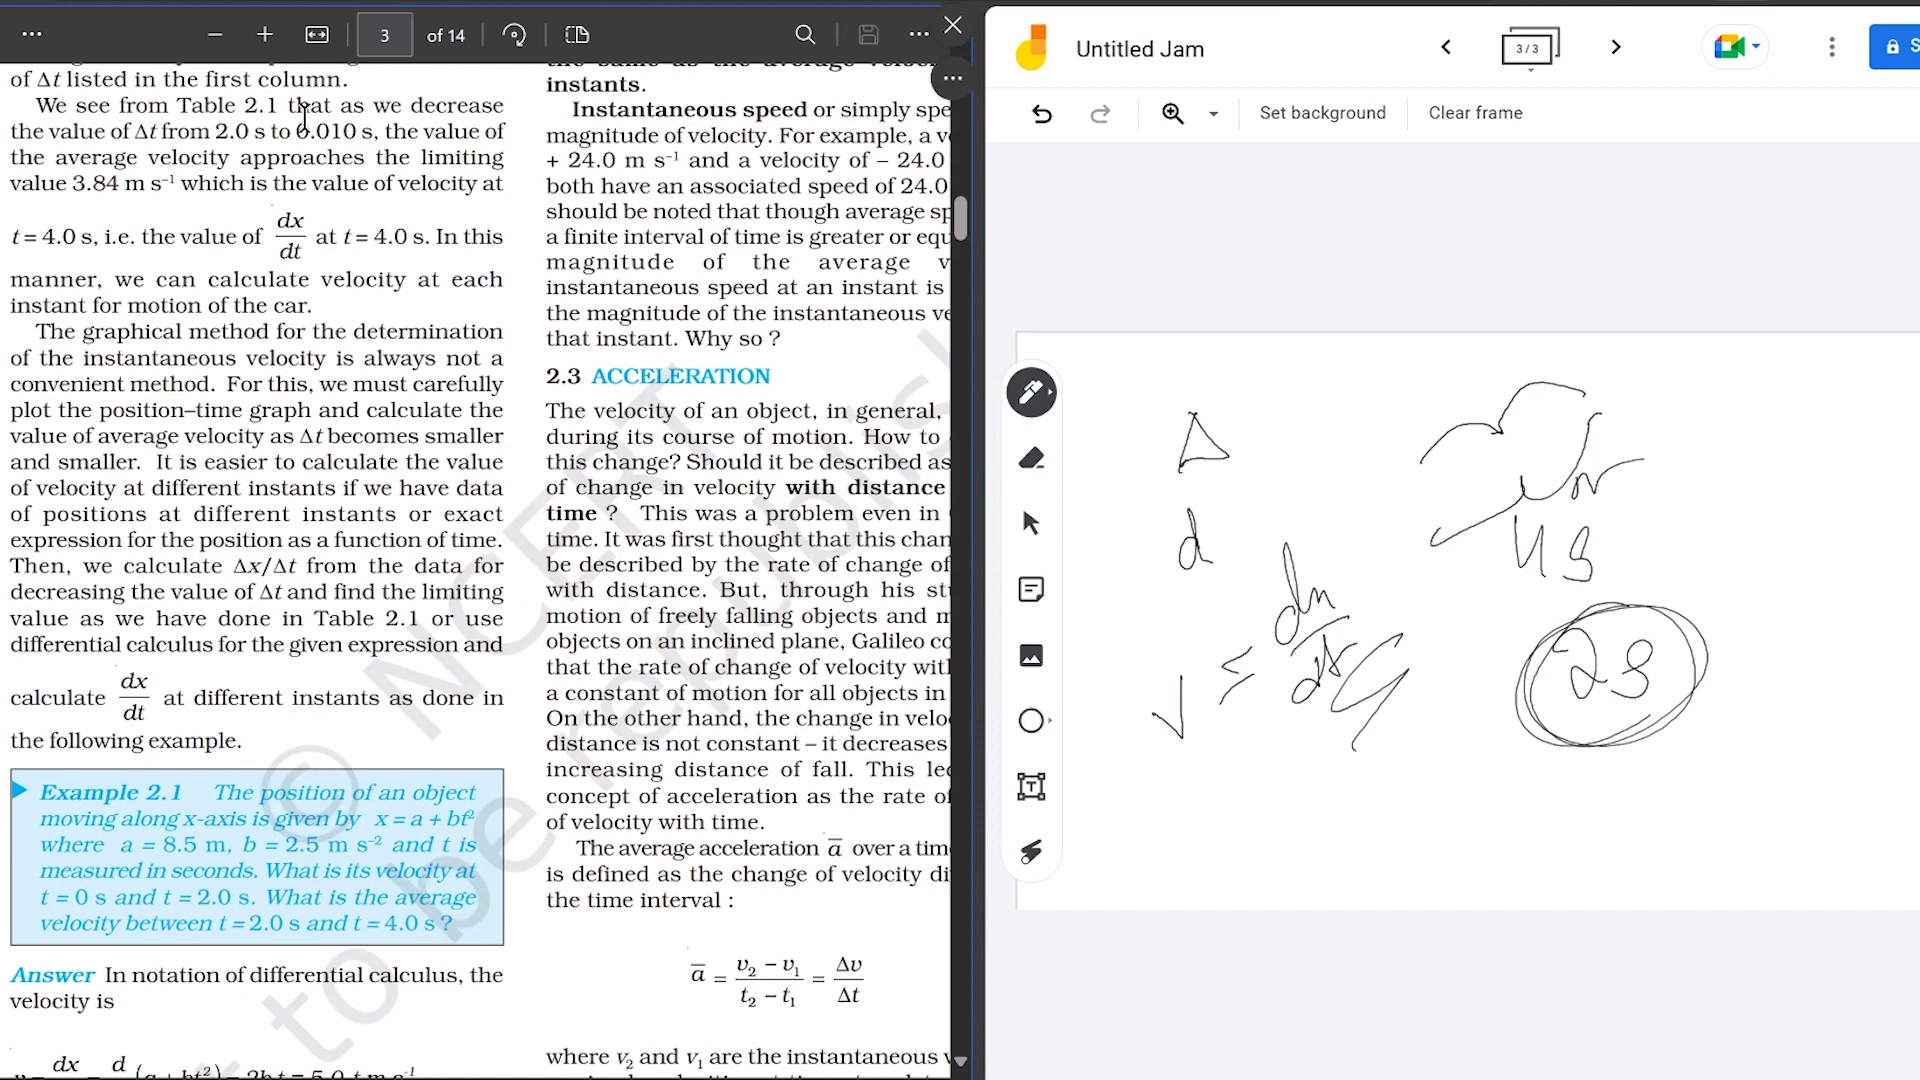 3 of 14
of Δt listed in the first column.
We see from Table 2.1 that as we decrease
the value of Δt from 2.0 s to 0.010 s, the value of
the average velocity approaches the limiting
value 3.84 m s⁻¹ which is the value of velocity at
t = 4.0 s, i.e. the value of dx/dt at t = 4.0 s. In this
manner, we can calculate velocity at each
instant for motion of the car.
The graphical method for the determination
of the instantaneous velocity is always not a
convenient method. For this, we must carefully
plot the position–time graph and calculate the
value of average velocity as Δt becomes smaller
and smaller. It is easier to calculate the value
of velocity at different instants if we have data
of positions at different instants or exact
expression for the position as a function of time.
Then, we calculate Δx/Δt from the data for
decreasing the value of Δt and find the limiting
value as we have done in Table 2.1 or use
differential calculus for the given expression and
calculate dx/dt at different instants as done in
the following example.
Example 2.1 The position of an object
moving along x-axis is given by x = a + bt²
where a = 8.5 m, b = 2.5 m s⁻² and t is
measured in seconds. What is its velocity at
t = 0 s and t = 2.0 s. What is the average
velocity between t = 2.0 s and t = 4.0 s ?
Answer In notation of differential calculus, the
velocity is
dx d
instants.
Instantaneous speed or simply spe
magnitude of velocity. For example, a v
+ 24.0 m s⁻¹ and a velocity of – 24.0
both have an associated speed of 24.0
should be noted that though average sp
a finite interval of time is greater or equ
magnitude of the average v
instantaneous speed at an instant is
the magnitude of the instantaneous ve
that instant. Why so ?
2.3 ACCELERATION
The velocity of an object, in general,
during its course of motion. How to
this change? Should it be described as
of change in velocity with distance
time ? This was a problem even in
time. It was first thought that this chan
be described by the rate of change of
with distance. But, through his stu
motion of freely falling objects and m
objects on an inclined plane, Galileo co
that the rate of change of velocity with
a constant of motion for all objects in
On the other hand, the change in velo
distance is not constant – it decreases
increasing distance of fall. This led
concept of acceleration as the rate of
of velocity with time.
The average acceleration a̅ over a tim
is defined as the change of velocity di
the time interval :
a̅ = (v₂ – v₁)/(t₂ – t₁) = Δv/Δt
where v₂ and v₁ are the instantaneous v
© NCERT
not to be republish
Untitled Jam
3 / 3
S
Set background
Clear frame
Δ
d
2S